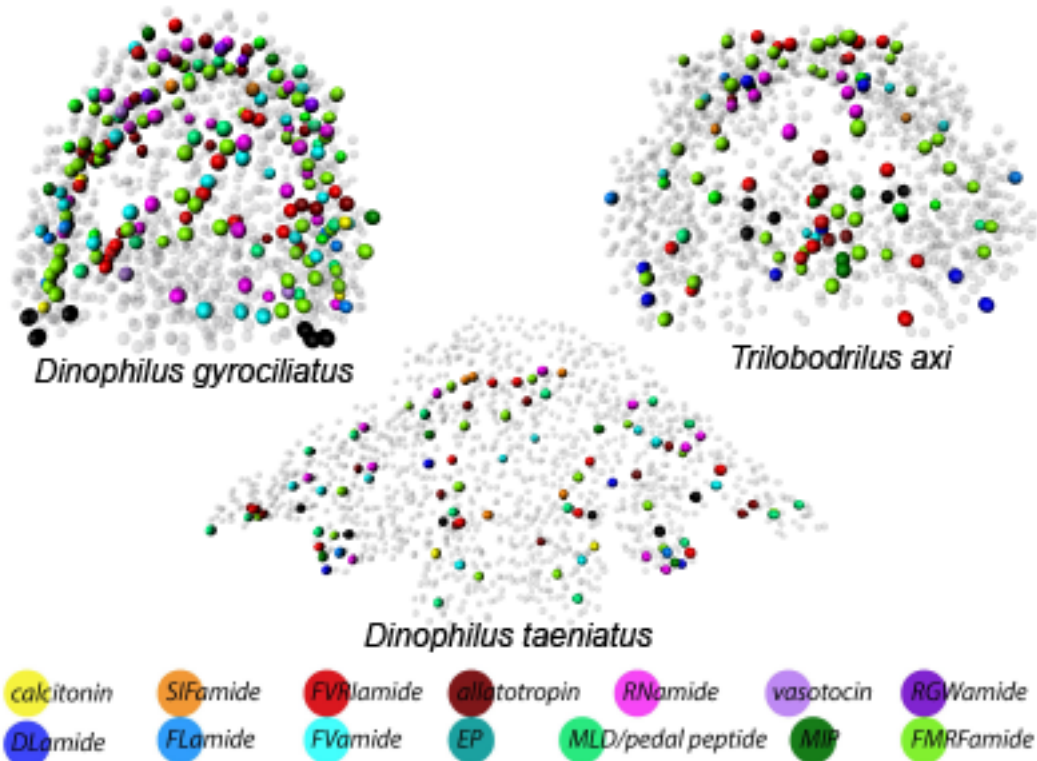 Dinophilus gyrociliatus
Trilobodrilus axi
Dinophilus taeniatus
calcitonin SIFamide FVRIamide allatotropin RNamide vasotocin RGWamide
DLamide FLamide FVamide EP MLD/pedal peptide MIP FMRFamide